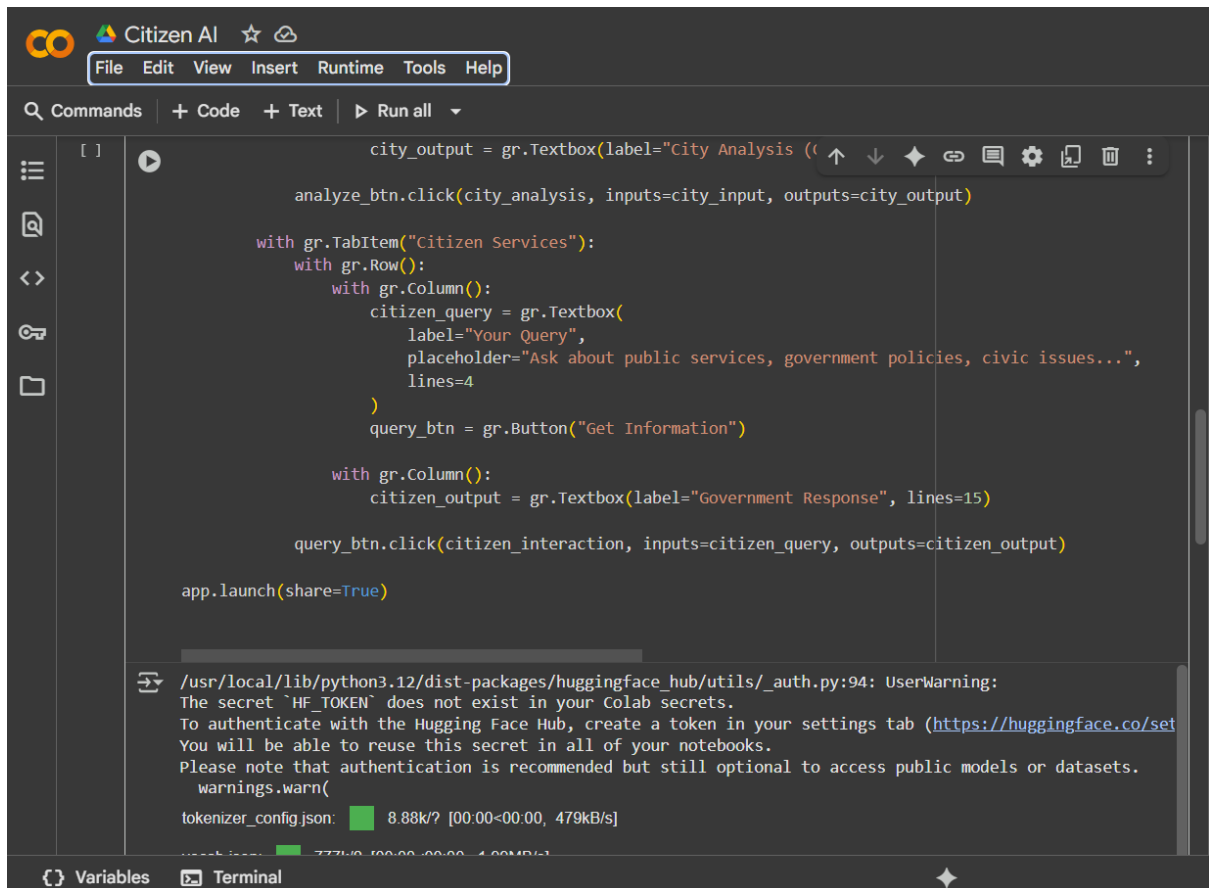 Citizen AI
File Edit View Insert Runtime Tools Help
Commands + Code + Text Run all
[ ]
city_output = gr.Textbox(label="City Analysis (
analyze_btn.click(city_analysis, inputs=city_input, outputs=city_output)
with gr.TabItem("Citizen Services"):
with gr.Row():
with gr.Column():
citizen_query = gr.Textbox(
label="Your Query",
placeholder="Ask about public services, government policies, civic issues...",
lines=4
)
query_btn = gr.Button("Get Information")
with gr.Column():
citizen_output = gr.Textbox(label="Government Response", lines=15)
query_btn.click(citizen_interaction, inputs=citizen_query, outputs=citizen_output)
app.launch(share=True)
/usr/local/lib/python3.12/dist-packages/huggingface_hub/utils/_auth.py:94: UserWarning:
The secret `HF_TOKEN` does not exist in your Colab secrets.
To authenticate with the Hugging Face Hub, create a token in your settings tab (https://huggingface.co/set
You will be able to reuse this secret in all of your notebooks.
Please note that authentication is recommended but still optional to access public models or datasets.
warnings.warn(
tokenizer_config.json: 8.88k/? [00:00<00:00, 479kB/s]
{} Variables Terminal